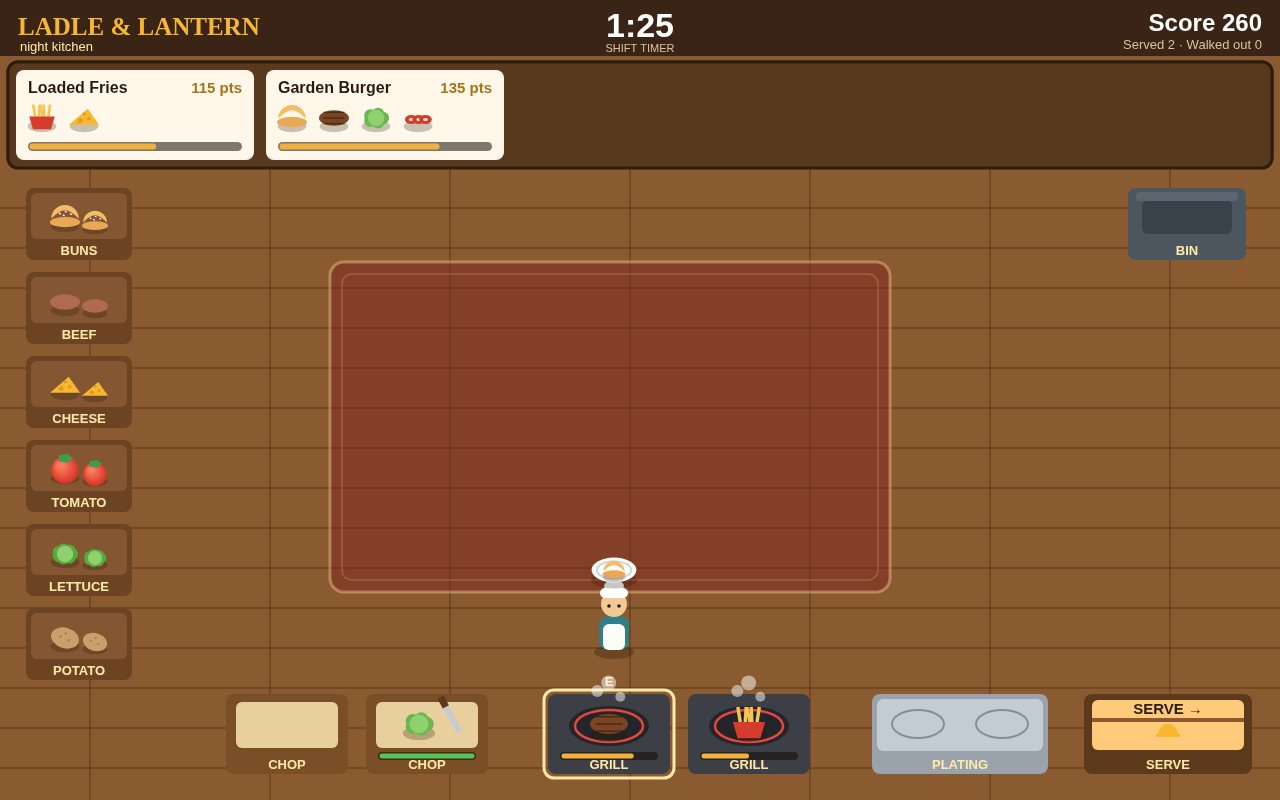 LADLE & LANTERN
night kitchen
1:25
SHIFT TIMER
Score 260
Served 2 · Walked out 0
Loaded Fries
115 pts
Garden Burger
135 pts
BUNS
BIN
BEEF
CHEESE
TOMATO
LETTUCE
POTATO
E
CHOP
CHOP
GRILL
GRILL
PLATING
SERVE →
SERVE